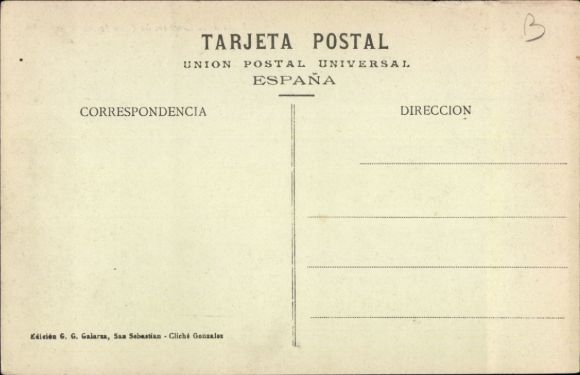 B
TARJETA POSTAL
UNION POSTAL UNIVERSAL
ESPAÑA
CORRESPONDENCIA
DIRECCION
Edición G. G. Galarza, San Sebastian - Cliché Gonzalez